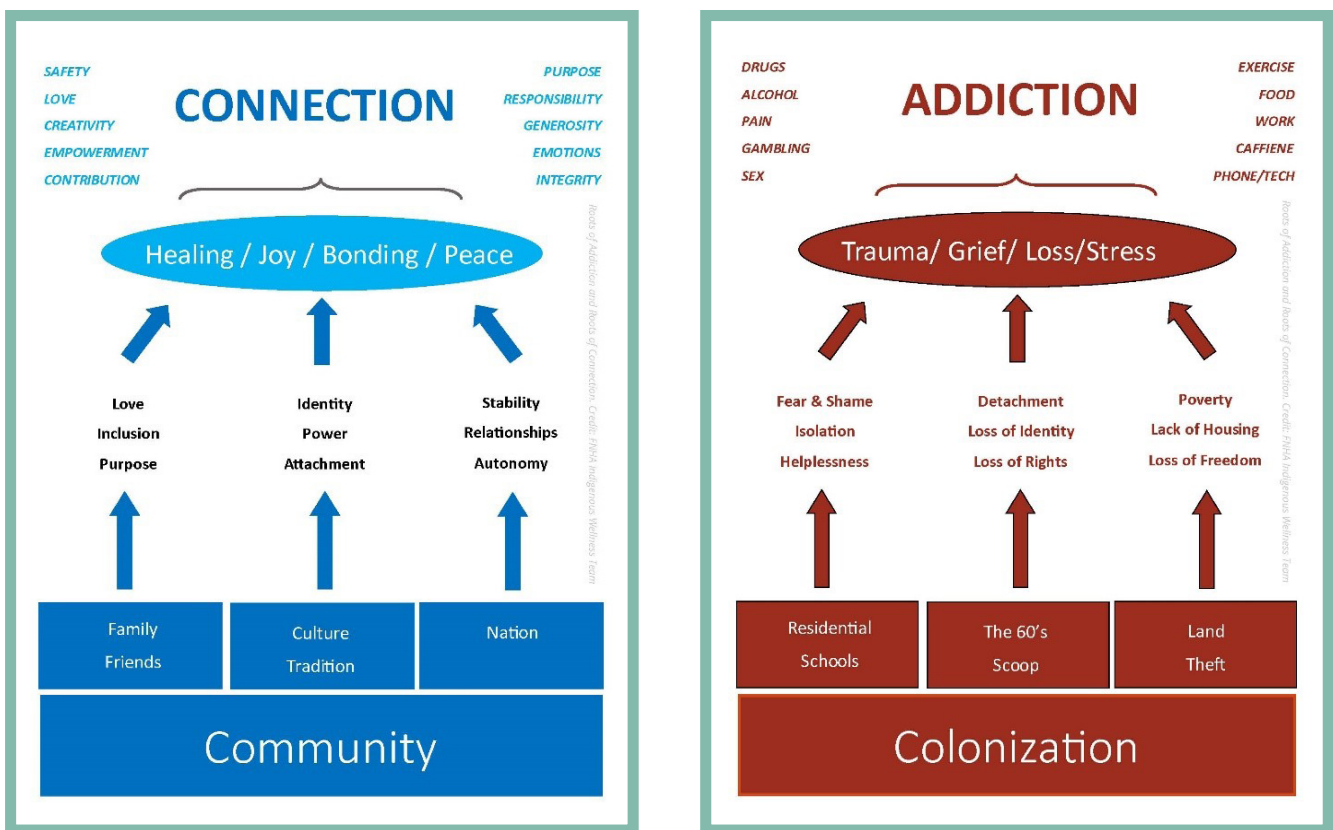 SAFETY
LOVE
CREATIVITY
EMPOWERMENT
CONTRIBUTION
CONNECTION
PURPOSE
RESPONSIBILITY
GENEROSITY
EMOTIONS
INTEGRITY
Healing / Joy / Bonding / Peace
Love
Inclusion
Purpose
Identity
Power
Attachment
Stability
Relationships
Autonomy
Family
Friends
Culture
Tradition
Nation
Community
Roots of Addiction and Roots of Connection. Credit: FNHA Indigenous Wellness Team
DRUGS
ALCOHOL
PAIN
GAMBLING
SEX
ADDICTION
EXERCISE
FOOD
WORK
CAFFIENE
PHONE/TECH
Trauma/ Grief/ Loss/Stress
Fear & Shame
Isolation
Helplessness
Detachment
Loss of Identity
Loss of Rights
Poverty
Lack of Housing
Loss of Freedom
Residential
Schools
The 60's
Scoop
Land
Theft
Colonization
Roots of Addiction and Roots of Connection. Credit: FNHA Indigenous Wellness Team